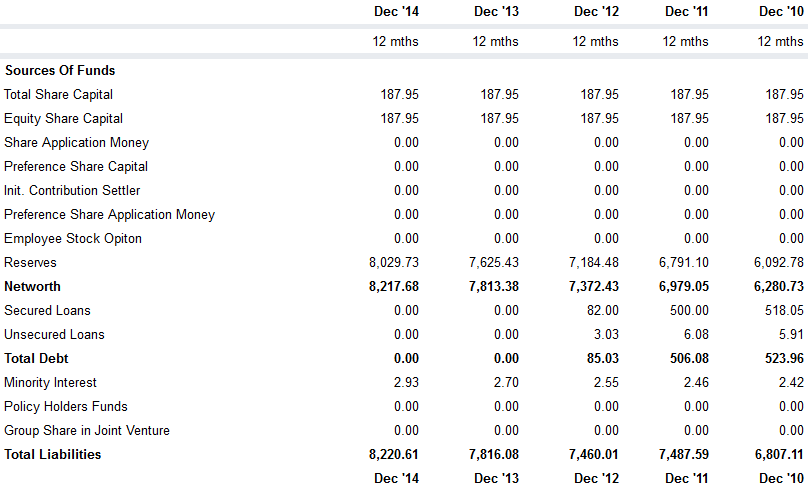 Dec '14 Dec '13 Dec '12 Dec '11 Dec '10
12 mths 12 mths 12 mths 12 mths 12 mths
Sources Of Funds
Total Share Capital 187.95 187.95 187.95 187.95 187.95
Equity Share Capital 187.95 187.95 187.95 187.95 187.95
Share Application Money 0.00 0.00 0.00 0.00 0.00
Preference Share Capital 0.00 0.00 0.00 0.00 0.00
Init. Contribution Settler 0.00 0.00 0.00 0.00 0.00
Preference Share Application Money 0.00 0.00 0.00 0.00 0.00
Employee Stock Opiton 0.00 0.00 0.00 0.00 0.00
Reserves 8,029.73 7,625.43 7,184.48 6,791.10 6,092.78
Networth 8,217.68 7,813.38 7,372.43 6,979.05 6,280.73
Secured Loans 0.00 0.00 82.00 500.00 518.05
Unsecured Loans 0.00 0.00 3.03 6.08 5.91
Total Debt 0.00 0.00 85.03 506.08 523.96
Minority Interest 2.93 2.70 2.55 2.46 2.42
Policy Holders Funds 0.00 0.00 0.00 0.00 0.00
Group Share in Joint Venture 0.00 0.00 0.00 0.00 0.00
Total Liabilities 8,220.61 7,816.08 7,460.01 7,487.59 6,807.11
Dec '14 Dec '13 Dec '12 Dec '11 Dec '10